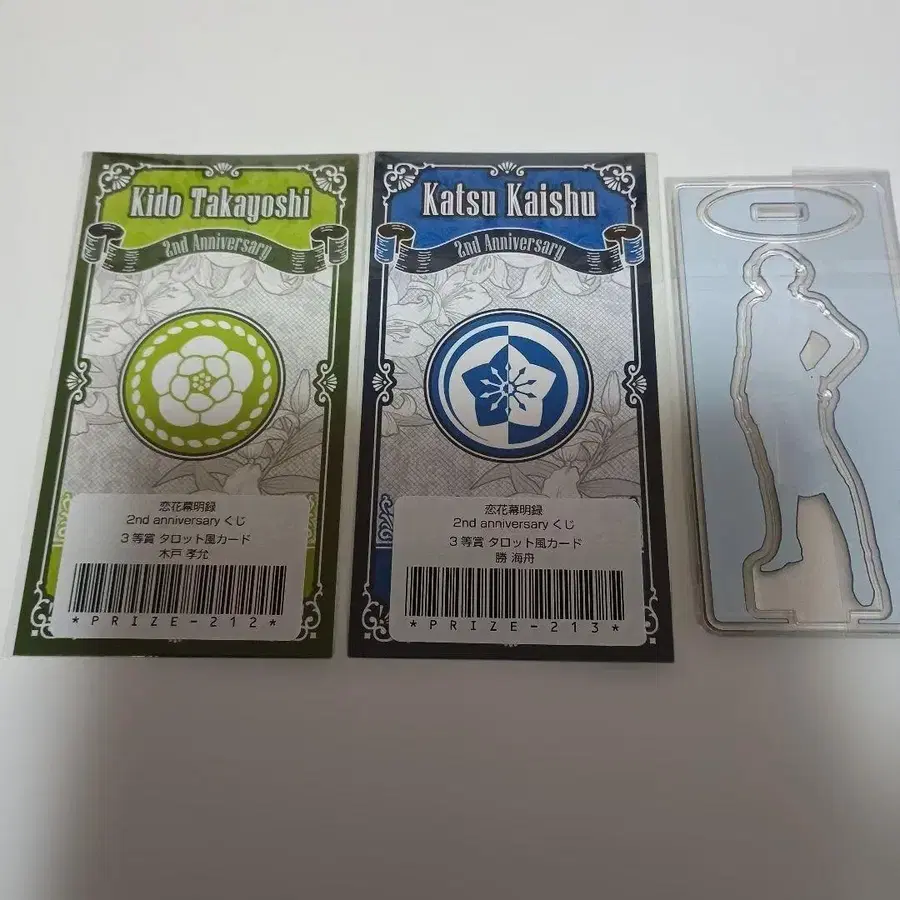 Kido Takayoshi
2nd Anniversary
恋花幕明録
2nd anniversary くじ
3等賞 タロット風カード
木戸 孝允
*PRIZE-212*
Katsu Kaishu
2nd Anniversary
恋花幕明録
2nd anniversary くじ
3等賞 タロット風カード
勝 海舟
*PRIZE-213*